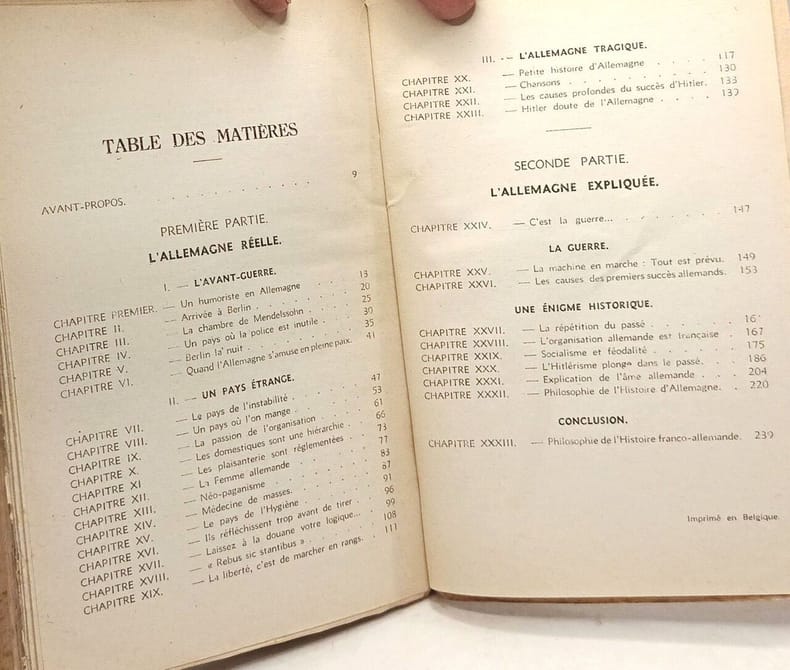 TABLE DES MATIÈRES
AVANT-PROPOS. . . . . . . . . . . 9
PREMIÈRE PARTIE.
L'ALLEMAGNE RÉELLE.
I. — L'AVANT-GUERRE.
CHAPITRE PREMIER. — Un humoriste en Allemagne 13
CHAPITRE II. — Arrivée à Berlin . . . . . 20
CHAPITRE III. — La chambre de Mendelssohn . . 25
CHAPITRE IV. — Un pays où la police est inutile . 30
CHAPITRE V. — Berlin la' nuit . . . . . . 35
CHAPITRE VI. — Quand l'Allemagne s'amuse en pleine paix. 41
II. — UN PAYS ÉTRANGE.
CHAPITRE VII. — Le pays de l'instabilité . . . . 47
CHAPITRE VIII. — Un pays où l'on mange . . . . 53
CHAPITRE IX. — La passion de l'organisation . . . 61
CHAPITRE X. — Les domestiques sont une hiérarchie . 66
CHAPITRE XI — Les plaisanterie sont réglementées . . 73
CHAPITRE XII. — La Femme allemande . . . . 77
CHAPITRE XIII. — Néo-paganisme . . . . . . 83
CHAPITRE XIV. — Médecine de masses. . . . . 87
CHAPITRE XV. — Le pays de l'Hygiène . . . . 91
CHAPITRE XVI. — Ils réfléchissent trop avant de tirer . . 96
CHAPITRE XVII. — Laissez à la douane votre logique... . 99
CHAPITRE XVIII. — « Rebus sic stantibus » . . . . 108
CHAPITRE XIX. — La liberté, c'est de marcher en rangs. . 111
III. -- L'ALLEMAGNE TRAGIQUE.
CHAPITRE XX. — Petite histoire d'Allemagne . . . . 117
CHAPITRE XXI. — Chansons . . . . . . . 130
CHAPITRE XXII. — Les causes profondes du succès d'Hitler. 133
CHAPITRE XXIII. — Hitler doute de l'Allemagne . . . .
SECONDE PARTIE.
L'ALLEMAGNE EXPLIQUÉE.
CHAPITRE XXIV. — C'est la guerre... . . . . . . 147
LA GUERRE.
CHAPITRE XXV. — La machine en marche : Tout est prévu. 149
CHAPITRE XXVI. — Les causes des premiers succès allemands. 153
UNE ÉNIGME HISTORIQUE.
CHAPITRE XXVII. — La répétition du passé . . . . . 161
CHAPITRE XXVIII. — L'organisation allemande est française . 167
CHAPITRE XXIX. — Socialisme et féodalité . . . . . 175
CHAPITRE XXX. — L'Hitlérisme plonge dans le passé. . . 186
CHAPITRE XXXI. — Explication de l'âme allemande . . . 204
CHAPITRE XXXII. — Philosophie de l'Histoire d'Allemagne. . 220
CONCLUSION.
CHAPITRE XXXIII. — Philosophie de l'Histoire franco-allemande. 239
Imprimé en Belgique.